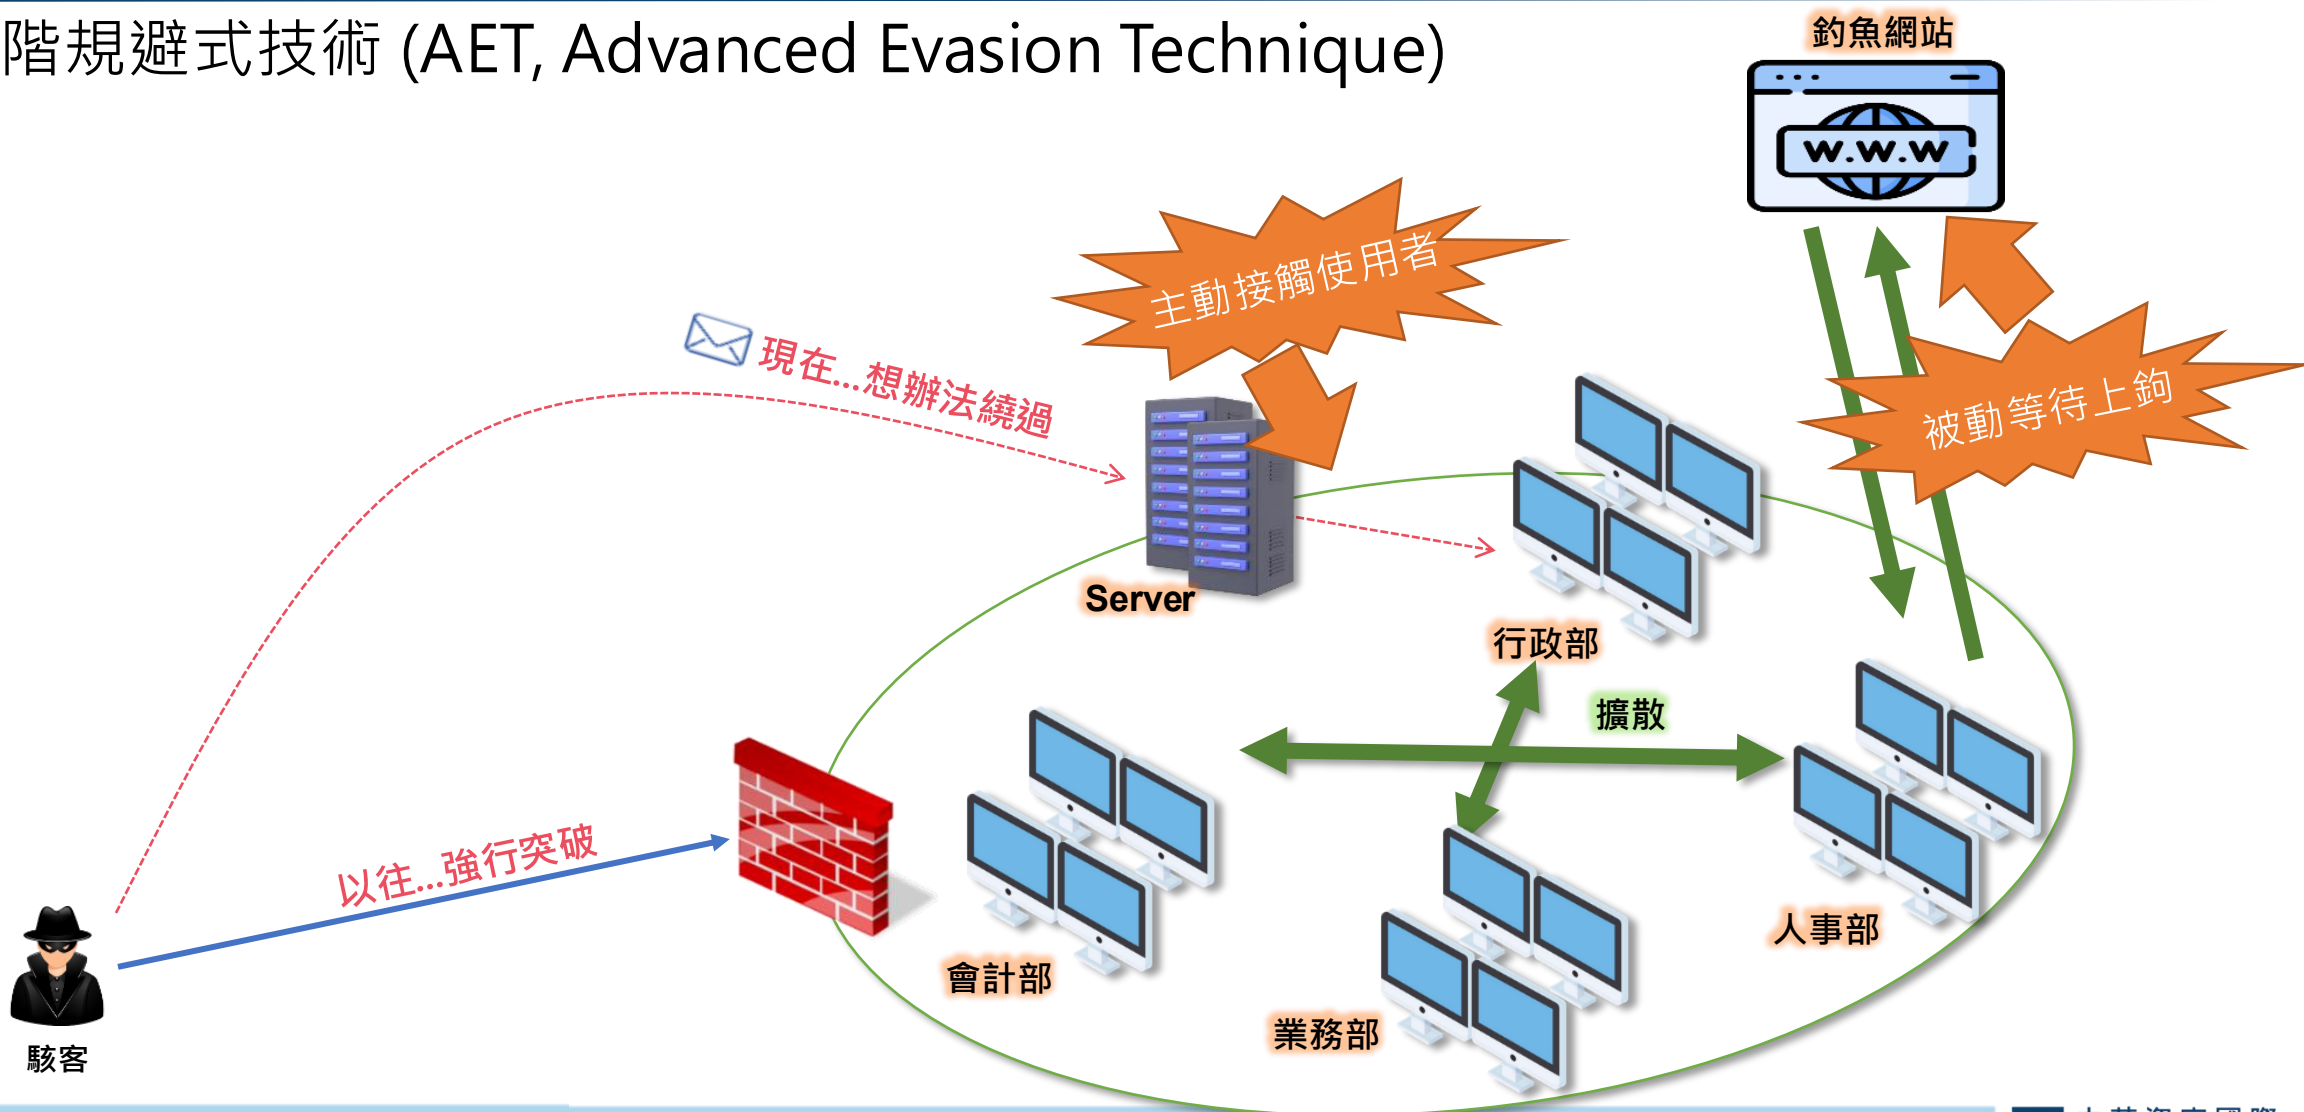 階規避式技術 (AET, Advanced Evasion Technique)
釣魚網站
W.W.W
主動接觸使用者
現在...想辦法繞過
被動等待上鉤
Server
行政部
擴散
以往...強行突破
人事部
會計部
業務部
駭客